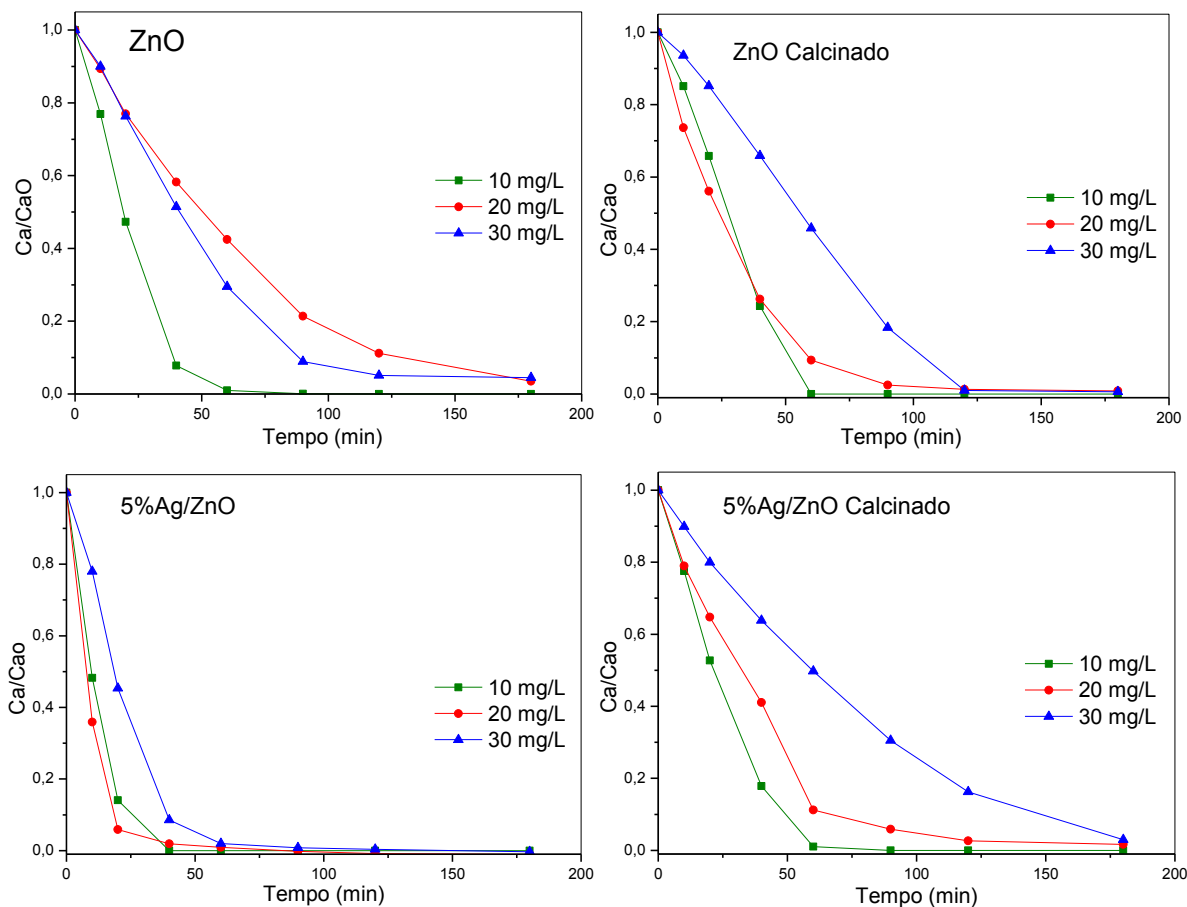 ZnO
Ca/CaO
1,0
0,8
0,6
0,4
0,2
0,0
10 mg/L
20 mg/L
30 mg/L
0 50 100 150 200
Tempo (min)
ZnO Calcinado
Ca/Cao
1,0
0,8
0,6
0,4
0,2
0,0
10 mg/L
20 mg/L
30 mg/L
0 50 100 150 200
Tempo (min)
5%Ag/ZnO
Ca/Cao
1,0
0,8
0,6
0,4
0,2
0,0
10 mg/L
20 mg/L
30 mg/L
0 50 100 150 200
Tempo (min)
5%Ag/ZnO Calcinado
Ca/Cao
1,0
0,8
0,6
0,4
0,2
0,0
10 mg/L
20 mg/L
30 mg/L
0 50 100 150 200
Tempo (min)